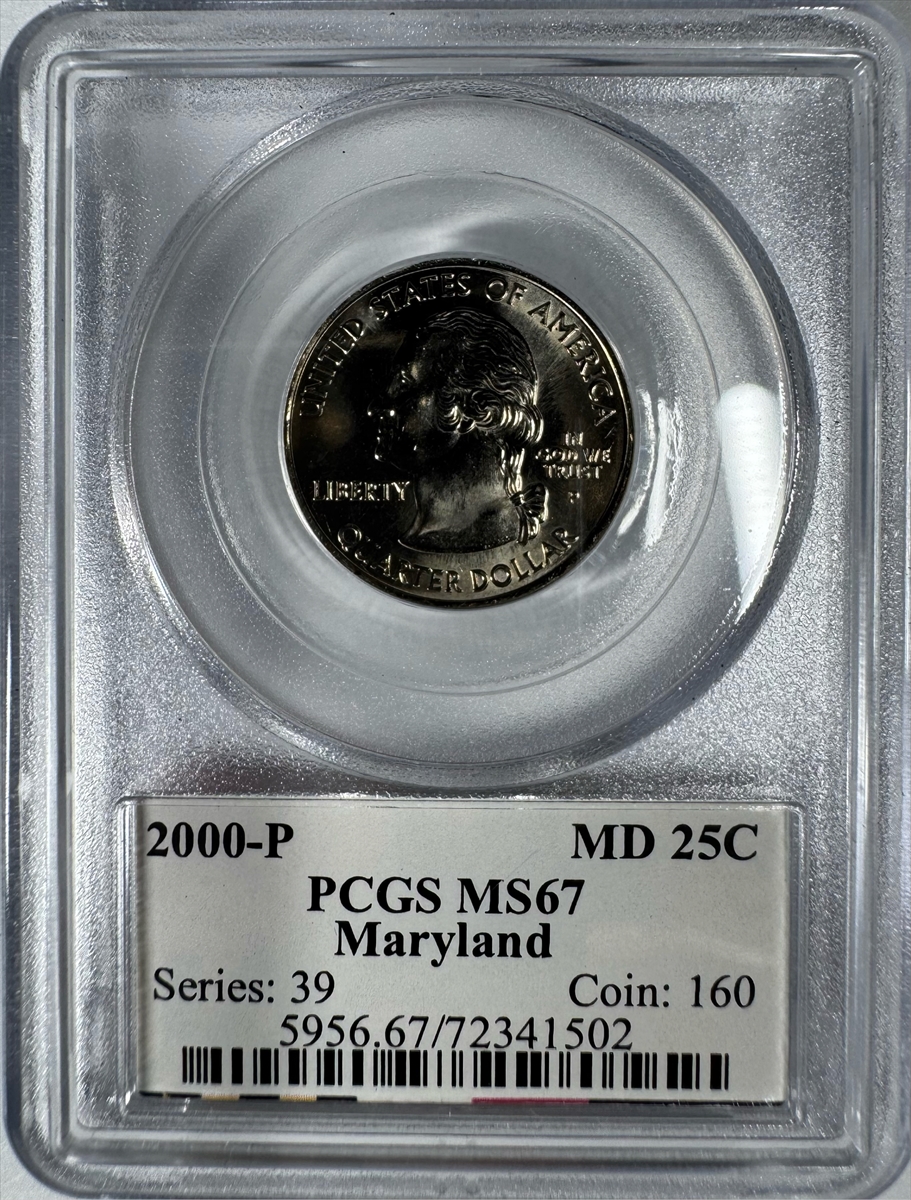 UNITED STATES OF AMERICA
IN
GOD WE
TRUST
P
LIBERTY
QUARTER DOLLAR
2000-P MD 25C
PCGS MS67
Maryland
Series: 39 Coin: 160
5956.67/72341502